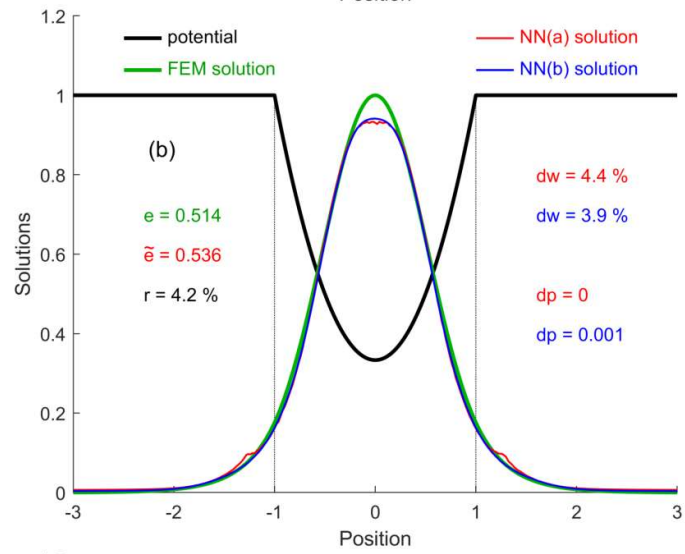 Position
1.2
potential
NN(a) solution
FEM solution
NN(b) solution
1
(b)
dw = 4.4 %
0.8
e = 0.514
dw = 3.9 %
Solutions
0.6
ẽ = 0.536
r = 4.2 %
dp = 0
0.4
dp = 0.001
0.2
0
-3 -2 -1 0 1 2 3
Position